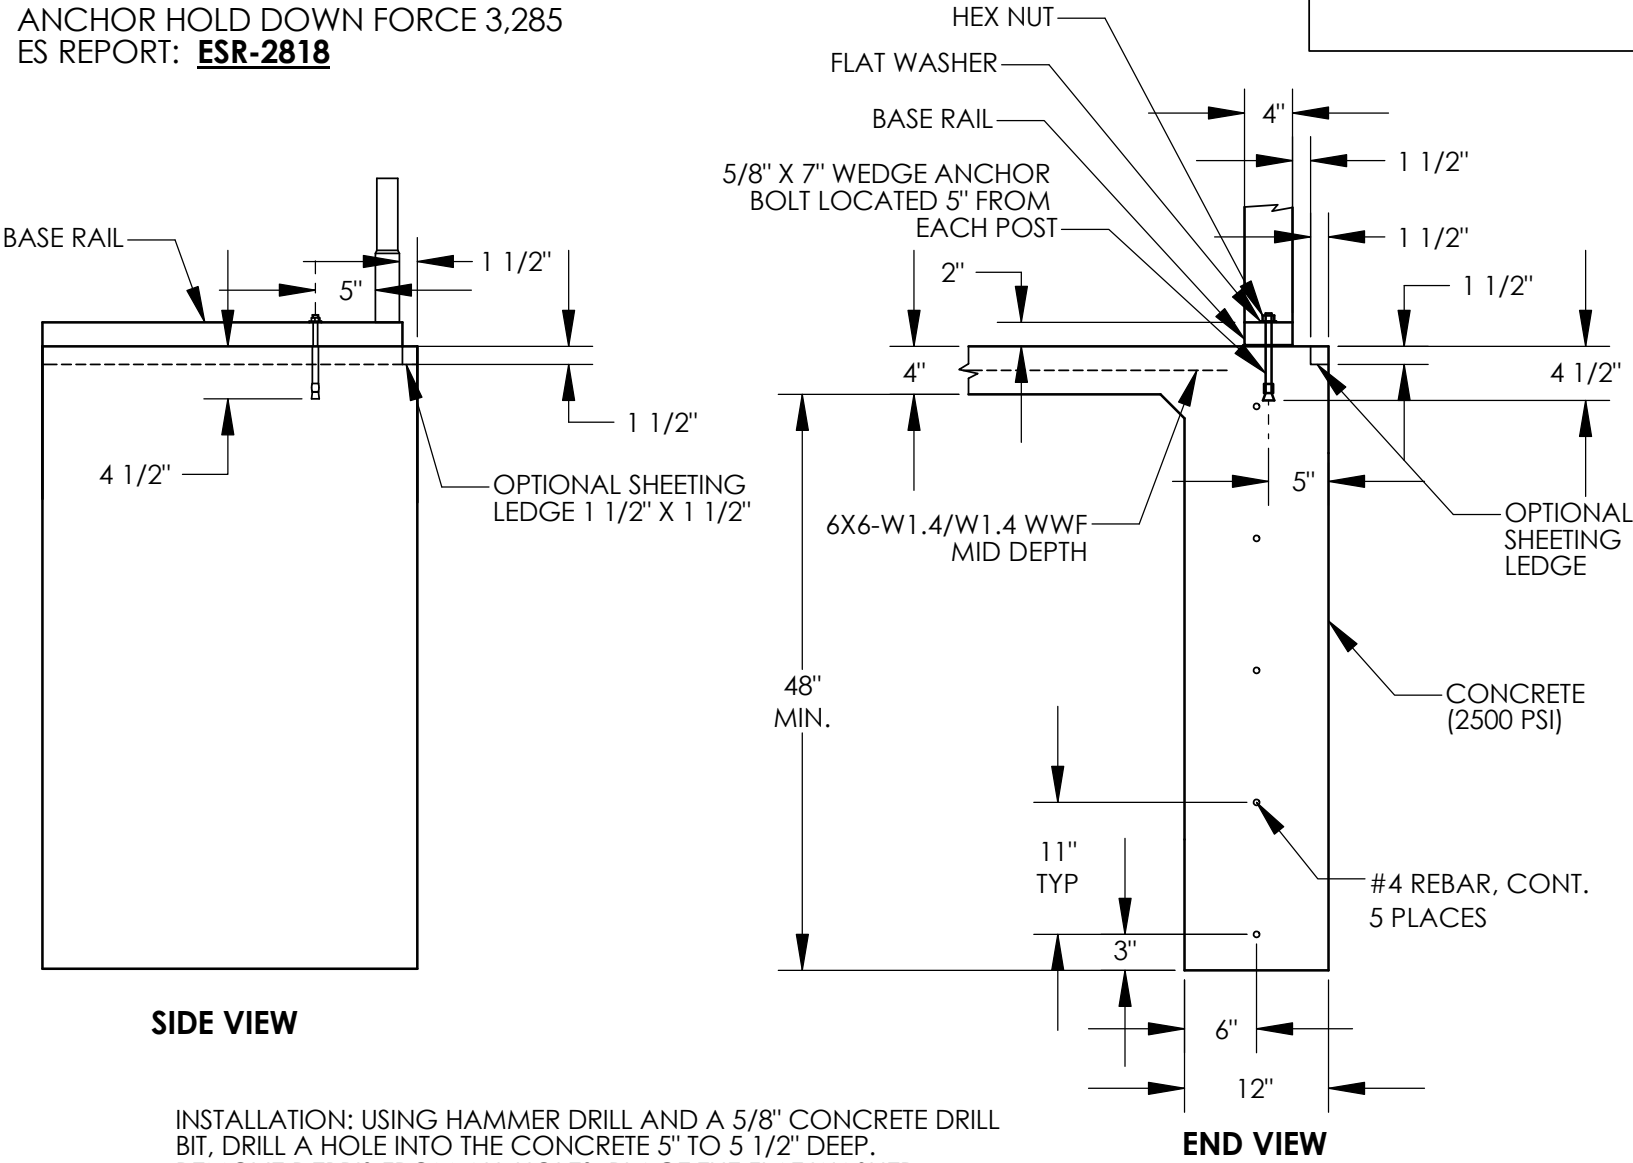 ANCHOR HOLD DOWN FORCE 3,285
ES REPORT: ESR-2818
HEX NUT
FLAT WASHER
BASE RAIL
5/8" X 7" WEDGE ANCHOR
BOLT LOCATED 5" FROM
EACH POST
4"
1 1/2"
1 1/2"
1 1/2"
2"
4"
4 1/2"
5"
6X6-W1.4/W1.4 WWF
MID DEPTH
OPTIONAL
SHEETING
LEDGE
BASE RAIL
1 1/2"
5"
1 1/2"
4 1/2"
OPTIONAL SHEETING
LEDGE 1 1/2" X 1 1/2"
48"
MIN.
CONCRETE
(2500 PSI)
11"
TYP
#4 REBAR, CONT.
5 PLACES
3"
6"
12"
SIDE VIEW
END VIEW
INSTALLATION: USING HAMMER DRILL AND A 5/8" CONCRETE DRILL
BIT, DRILL A HOLE INTO THE CONCRETE 5" TO 5 1/2" DEEP.